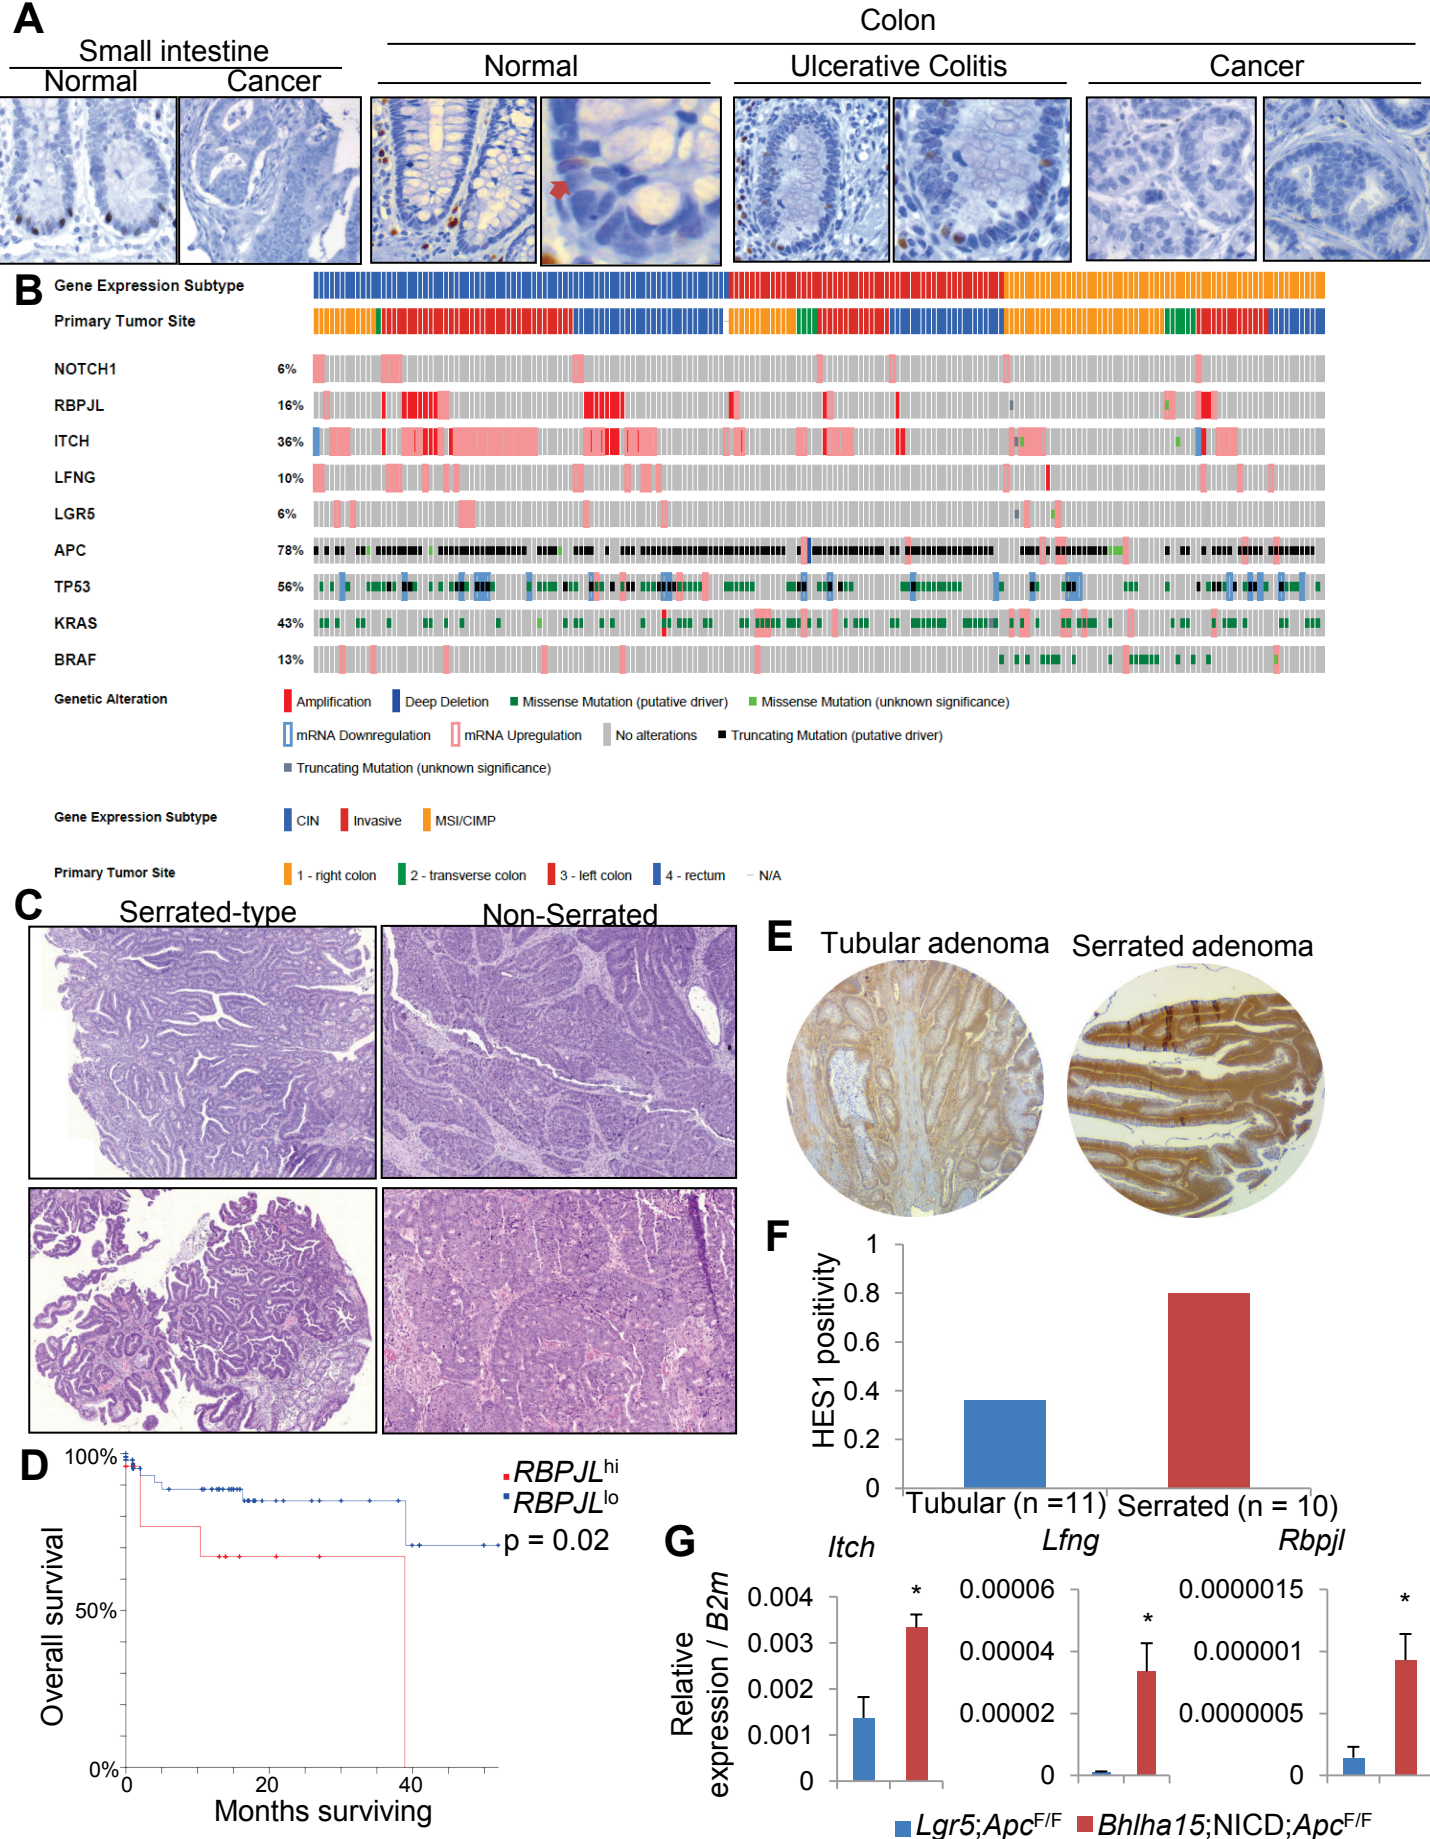 A
Colon
Small intestine
Normal
Cancer
Normal
Ulcerative Colitis
Cancer
B
Gene Expression Subtype
Primary Tumor Site
NOTCH1 6%
RBPJL 16%
ITCH 36%
LFNG 10%
LGR5 6%
APC 78%
TP53 56%
KRAS 43%
BRAF 13%
Genetic Alteration Amplification Deep Deletion Missense Mutation (putative driver) Missense Mutation (unknown significance)
mRNA Downregulation mRNA Upregulation No alterations Truncating Mutation (putative driver)
Truncating Mutation (unknown significance)
Gene Expression Subtype CIN Invasive MSI/CIMP
Primary Tumor Site 1 - right colon 2 - transverse colon 3 - left colon 4 - rectum – N/A
C
Serrated-type
Non-Serrated
D
100%
50%
0%
Overall survival
0 20 40
Months surviving
RBPJLhi
RBPJLlo
p = 0.02
E
Tubular adenoma
Serrated adenoma
F
HES1 positivity
1
0.8
0.6
0.4
0.2
0
Tubular (n =11) Serrated (n = 10)
G
Relative
expression / B2m
Itch
0.004
0.003
0.002
0.001
0
*
Lfng
0.00006
0.00004
0.00002
0
*
Rbpjl
0.0000015
0.000001
0.0000005
0
*
Lgr5;ApcF/F Bhlha15;NICD;ApcF/F